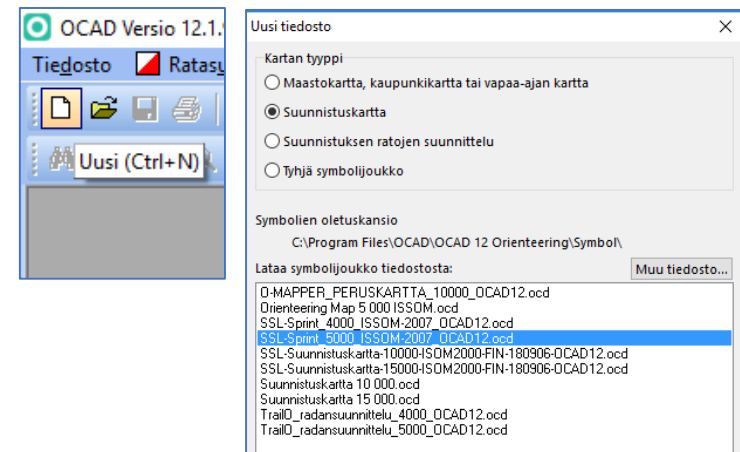 OCAD Versio 12.1.
Tiedosto Ratas
Uusi (Ctrl+N)
Uusi tiedosto
Kartan tyyppi
Maastokartta, kaupunkikartta tai vapaa-ajan kartta
Suunnistuskartta
Suunnistuksen ratojen suunnittelu
Tyhjä symbolijoukko
Symbolien oletuskansio
C:\Program Files\OCAD\OCAD 12 Orienteering\Symbol\
Lataa symbolijoukko tiedostosta:
Muu tiedosto...
O-MAPPER_PERUSKARTTA_10000_OCAD12.ocd
Orienteering Map 5 000 ISSOM.ocd
SSL-Sprint_4000_ISSOM-2007_OCAD12.ocd
SSL-Sprint_5000_ISSOM-2007_OCAD12.ocd
SSL-Suunnistuskartta-10000-ISOM2000-FIN-180906-OCAD12.ocd
SSL-Suunnistuskartta-15000-ISOM2000-FIN-180906-OCAD12.ocd
Suunnistuskartta 10 000.ocd
Suunnistuskartta 15 000.ocd
TrailO_radansuunnittelu_4000_OCAD12.ocd
TrailO_radansuunnittelu_5000_OCAD12.ocd